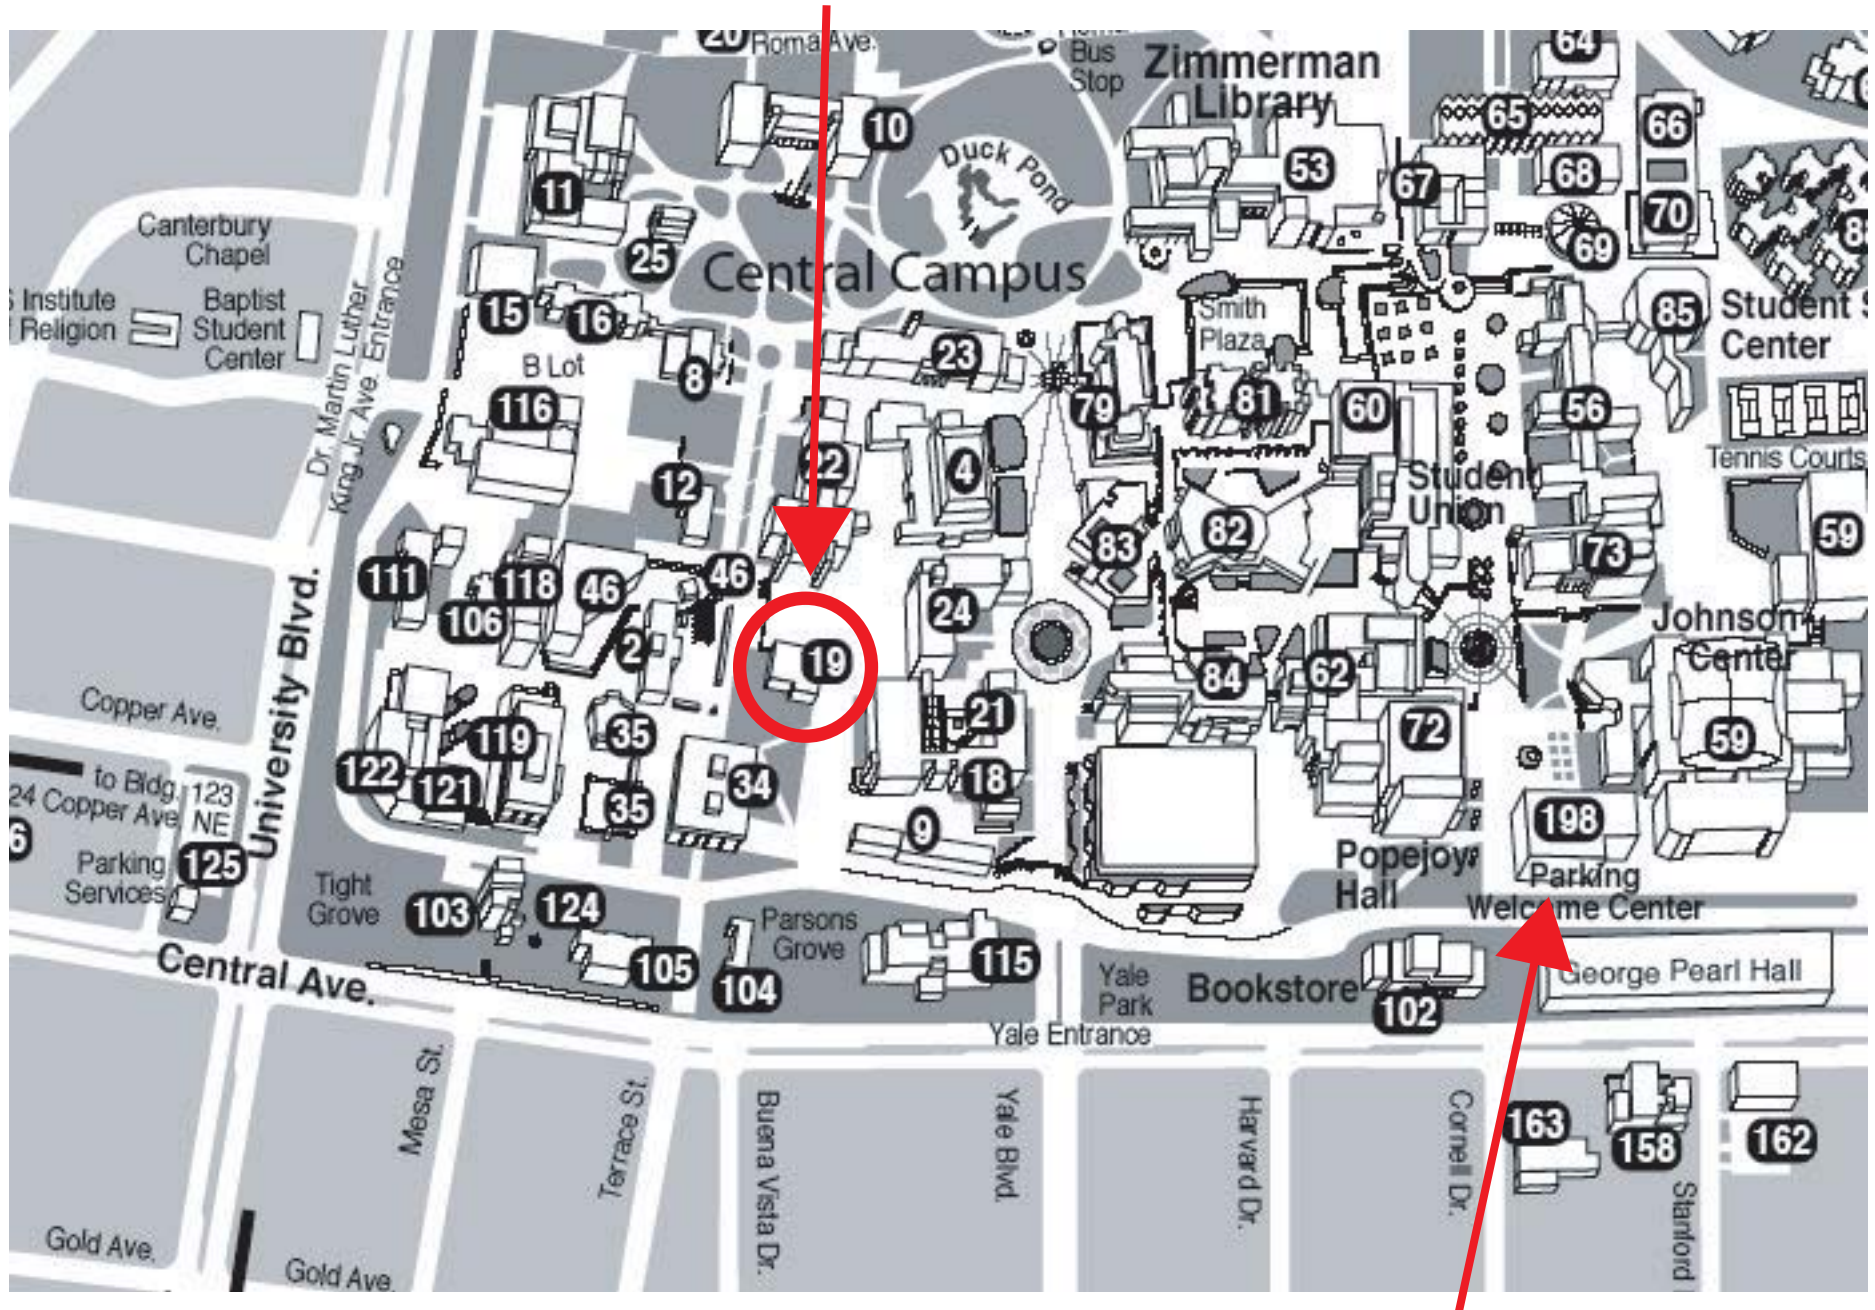 20
Roma Ave.
Bus
Stop
Zimmerman
Library
64
10
65
66
11
Duck Pond
53
67
68
70
69
Canterbury
Chapel
25
Central Campus
Institute
Religion
Baptist
Student
Center
15
16
Smith
Plaza
85
Student S
Center
Dr. Martin Luther
King Jr. Ave. Entrance
B Lot
8
23
116
79
81
60
56
Tennis Courts
22
4
12
Student
Union
111
118
46
46
83
82
73
59
106
24
University Blvd.
2
19
84
62
Johnson
Center
Copper Ave.
119
35
21
72
59
122
to Bldg.
24 Copper Ave
123
NE
121
35
34
18
198
6
Parking
Services
125
9
Popejoy
Hall
Parking
Welcome Center
Tight
Grove
103
124
Parsons
Grove
Central Ave.
105
104
115
Yale
Park
Bookstore
102
George Pearl Hall
Yale Entrance
Mesa St.
Terrace St.
Buena Vista Dr.
Yale Blvd.
Harvard Dr.
Cornell Dr.
163
158
162
Stanford
Gold Ave.
Gold Ave.